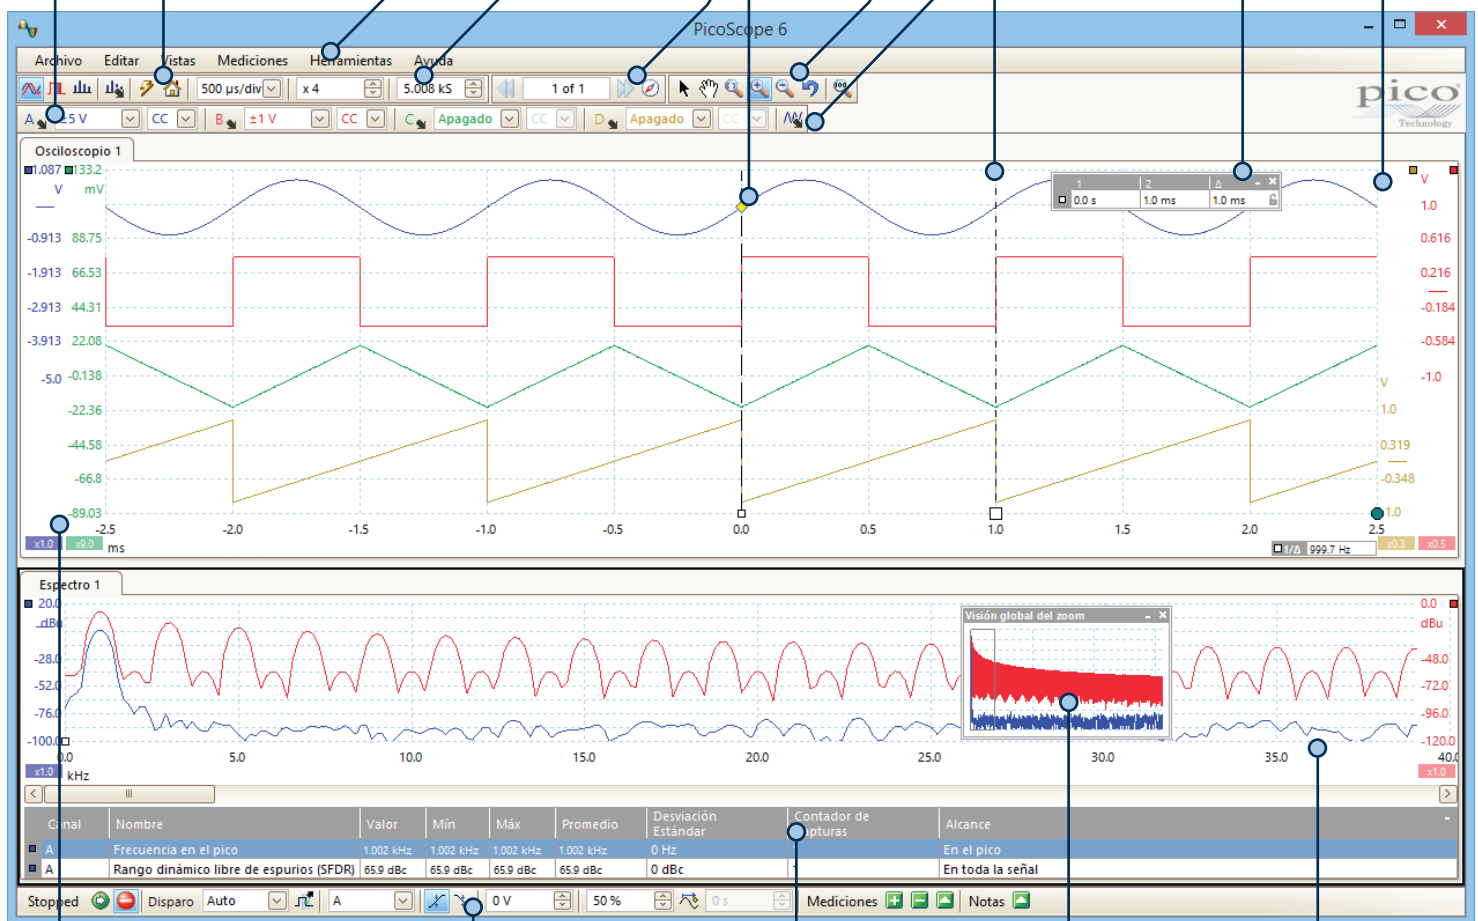 PicoScope 6
Archivo Editar Vistas Mediciones Herramientas Ayuda
500 µs/div x 4 5.008 kS 1 of 1
pico
Technology
A ±5 V CC B ±1 V CC C Apagado CC D Apagado CC
Osciloscopio 1
1.087 133.2
V mV
V
1 2 Δ
0.0 s 1.0 ms 1.0 ms
1.0
-0.913 88.75 0.616
-1.913 66.53 0.216
-2.913 44.31 -0.184
-3.913 22.08 -0.584
-5.0 -0.138 -1.0
V
-22.36 1.0
-44.58 0.319
-66.8 -0.348
-89.03 1.0
-2.5 -2.0 -1.5 -1.0 -0.5 0.0 0.5 1.0 1.5 2.0 2.5
x1.0 x9.0 ms 1/Δ 999.7 Hz x0.3 x0.5
Espectro 1
20.0 0.0
dBu dBu
Visión global del zoom
-28.0 -48.0
-52.0 -72.0
-76.0 -96.0
-100.0 -120.0
0.0 5.0 10.0 15.0 20.0 25.0 30.0 35.0 40.0
x1.0 kHz x1.0
Canal Nombre Valor Mín Máx Promedio Desviación Estándar Contador de capturas Alcance
A Frecuencia en el pico 1.002 kHz 1.002 kHz 1.002 kHz 1.002 kHz 0 Hz En el pico
A Rango dinámico libre de espurios (SFDR) 65.9 dBc 65.9 dBc 65.9 dBc 65.9 dBc 0 dBc En toda la señal
Stopped Disparo Auto A 0 V 50 % 0 s Mediciones Notas